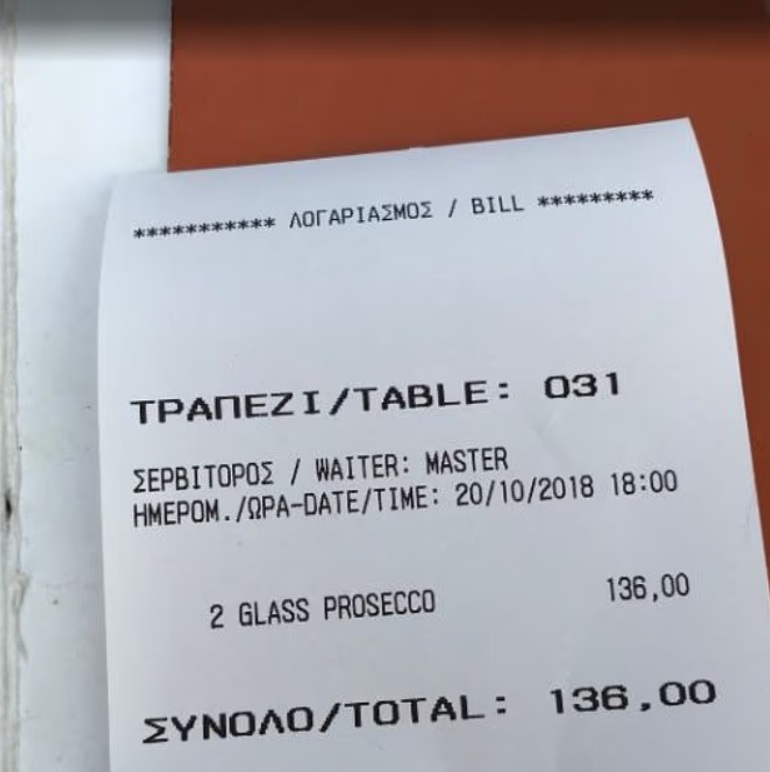 *********** ΛΟΓΑΡΙΑΣΜΟΣ / BILL *********
ΤΡΑΠΕΖΙ/TABLE: 031
ΣΕΡΒΙΤΟΡΟΣ / WAITER: MASTER
ΗΜΕΡΟΜ./ΩΡΑ-DATE/TIME: 20/10/2018 18:00
2 GLASS PROSECCO 136,00
ΣΥΝΟΛΟ/TOTAL: 136,00